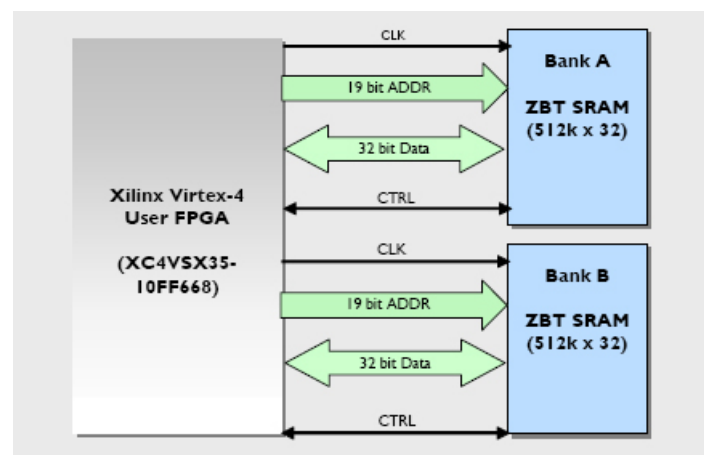 Xilinx Virtex-4
User FPGA
(XC4VSX35-
10FF668)
CLK
19 bit ADDR
32 bit Data
CTRL
Bank A
ZBT SRAM
(512k x 32)
CLK
19 bit ADDR
32 bit Data
CTRL
Bank B
ZBT SRAM
(512k x 32)